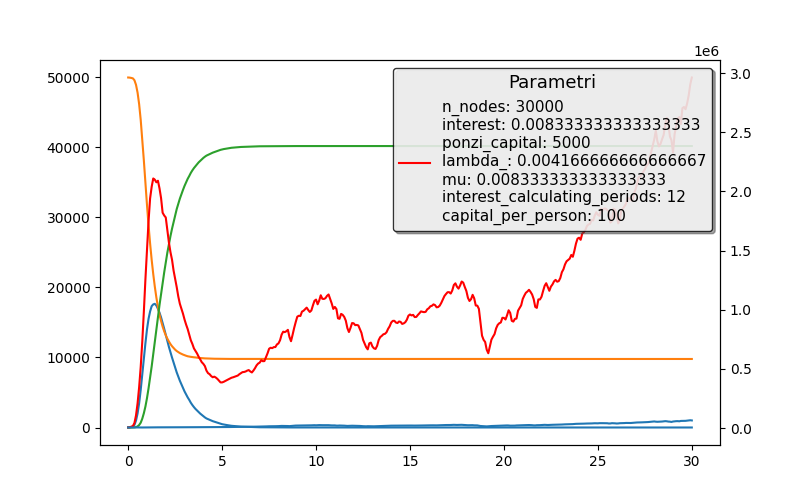 1e6
50000
40000
30000
20000
10000
0
3.0
2.5
2.0
1.5
1.0
0.5
0.0
Parametri
n_nodes: 30000
interest: 0.008333333333333333
ponzi_capital: 5000
lambda_: 0.004166666666666667
mu: 0.008333333333333333
interest_calculating_periods: 12
capital_per_person: 100
0 5 10 15 20 25 30